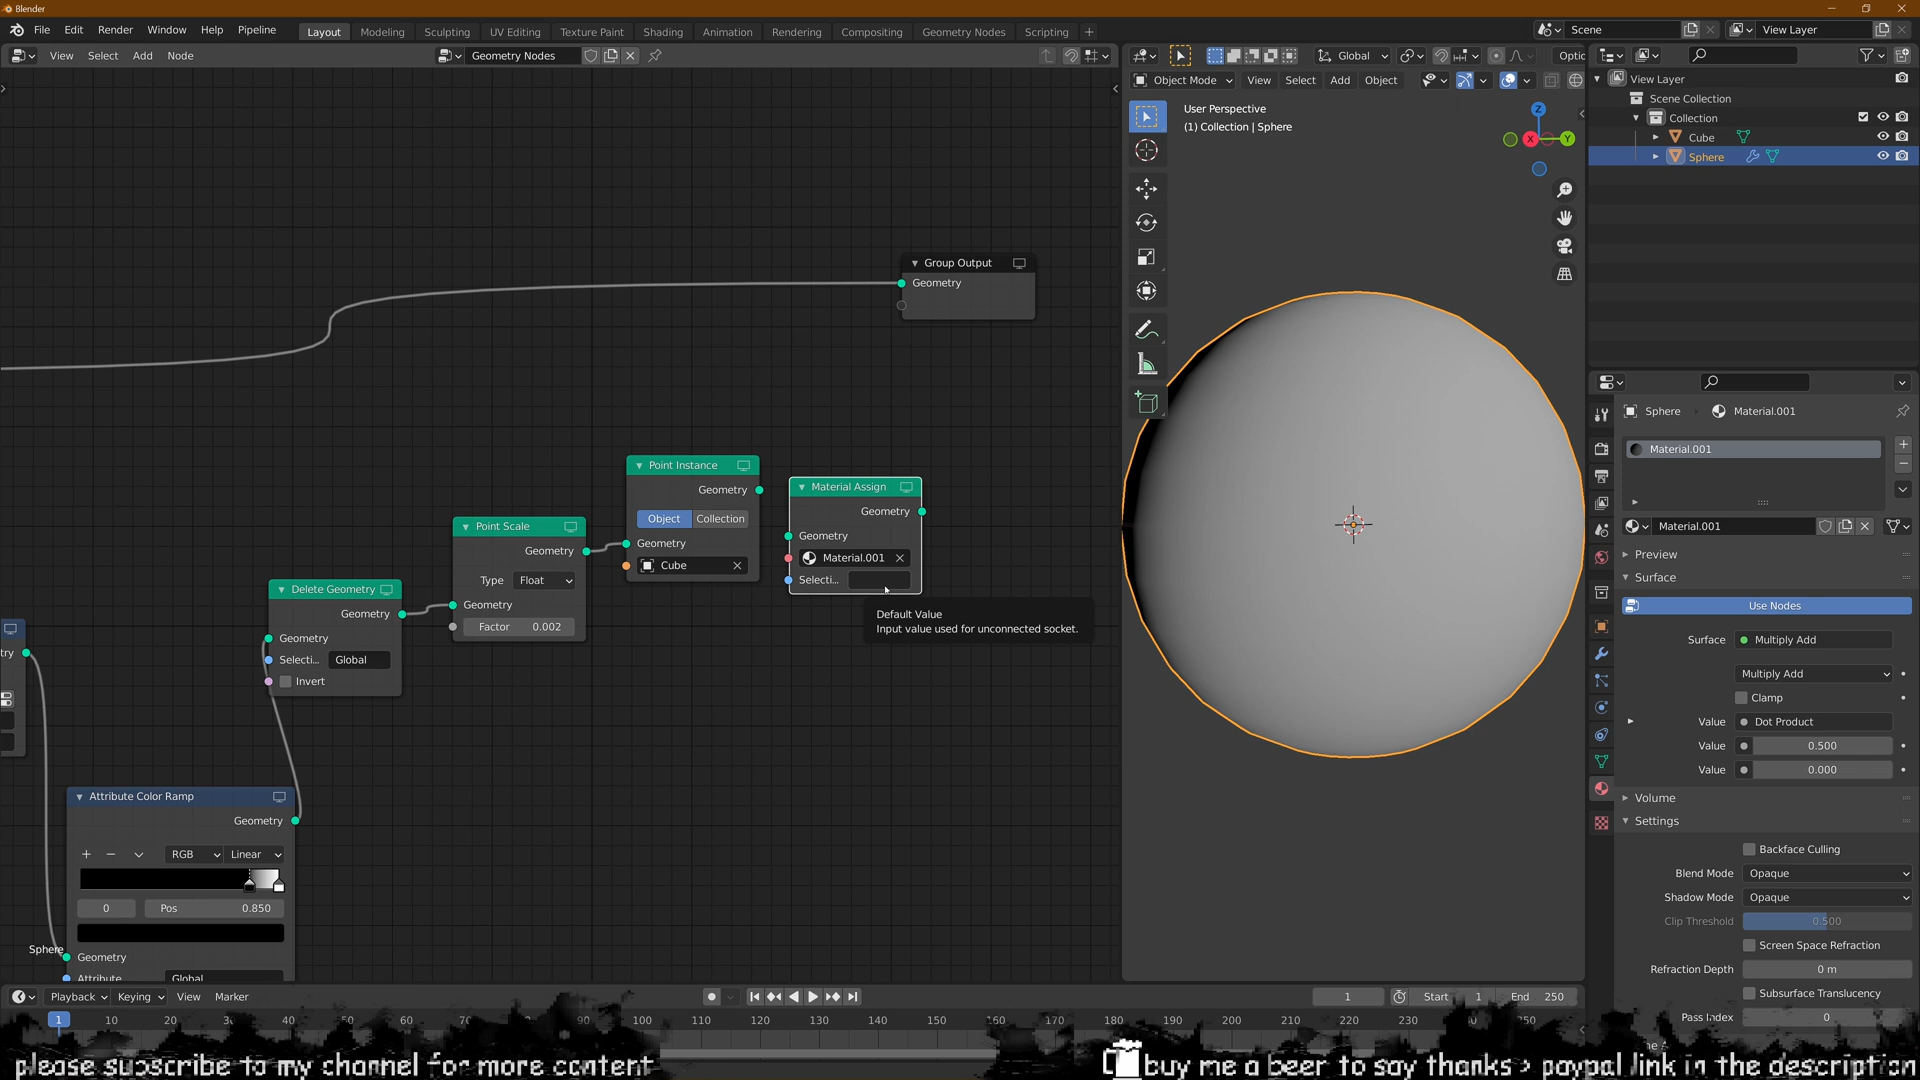 Blender
File Edit Render Window Help Pipeline
Layout Modeling Sculpting UV Editing Texture Paint Shading Animation Rendering Compositing Geometry Nodes Scripting +
Scene
View Layer
View Select Add Node
Geometry Nodes
Global
Optic
Object Mode View Select Add Object
User Perspective
(1) Collection | Sphere
Z
X
Y
View Layer
Scene Collection
Collection
Cube
Sphere
Group Output
Geometry
Point Instance
Geometry
Object Collection
Geometry
Cube
Material Assign
Geometry
Geometry
Material.001
Selecti...
Default Value
Input value used for unconnected socket.
Point Scale
Geometry
Type Float
Geometry
Factor 0.002
Delete Geometry
Geometry
Geometry
Selecti... Global
Invert
try
Attribute Color Ramp
Geometry
RGB Linear
0 Pos 0.850
Sphere
Geometry
Attribute Global
Sphere Material.001
Material.001
Material.001
Preview
Surface
Use Nodes
Surface Multiply Add
Multiply Add
Clamp
Value Dot Product
Value 0.500
Value 0.000
Volume
Settings
Backface Culling
Blend Mode Opaque
Shadow Mode Opaque
Clip Threshold 0.500
Screen Space Refraction
Refraction Depth 0 m
Subsurface Translucency
Pass Index 0
Playback Keying View Marker
1 Start 1 End 250
1 10 20 40 50 60 100 110 120 130 140 150 160 170 180 190 200 210 220 230
please subscribe to my channel for more content
buy me a beer to say thanks > paypal link in the description